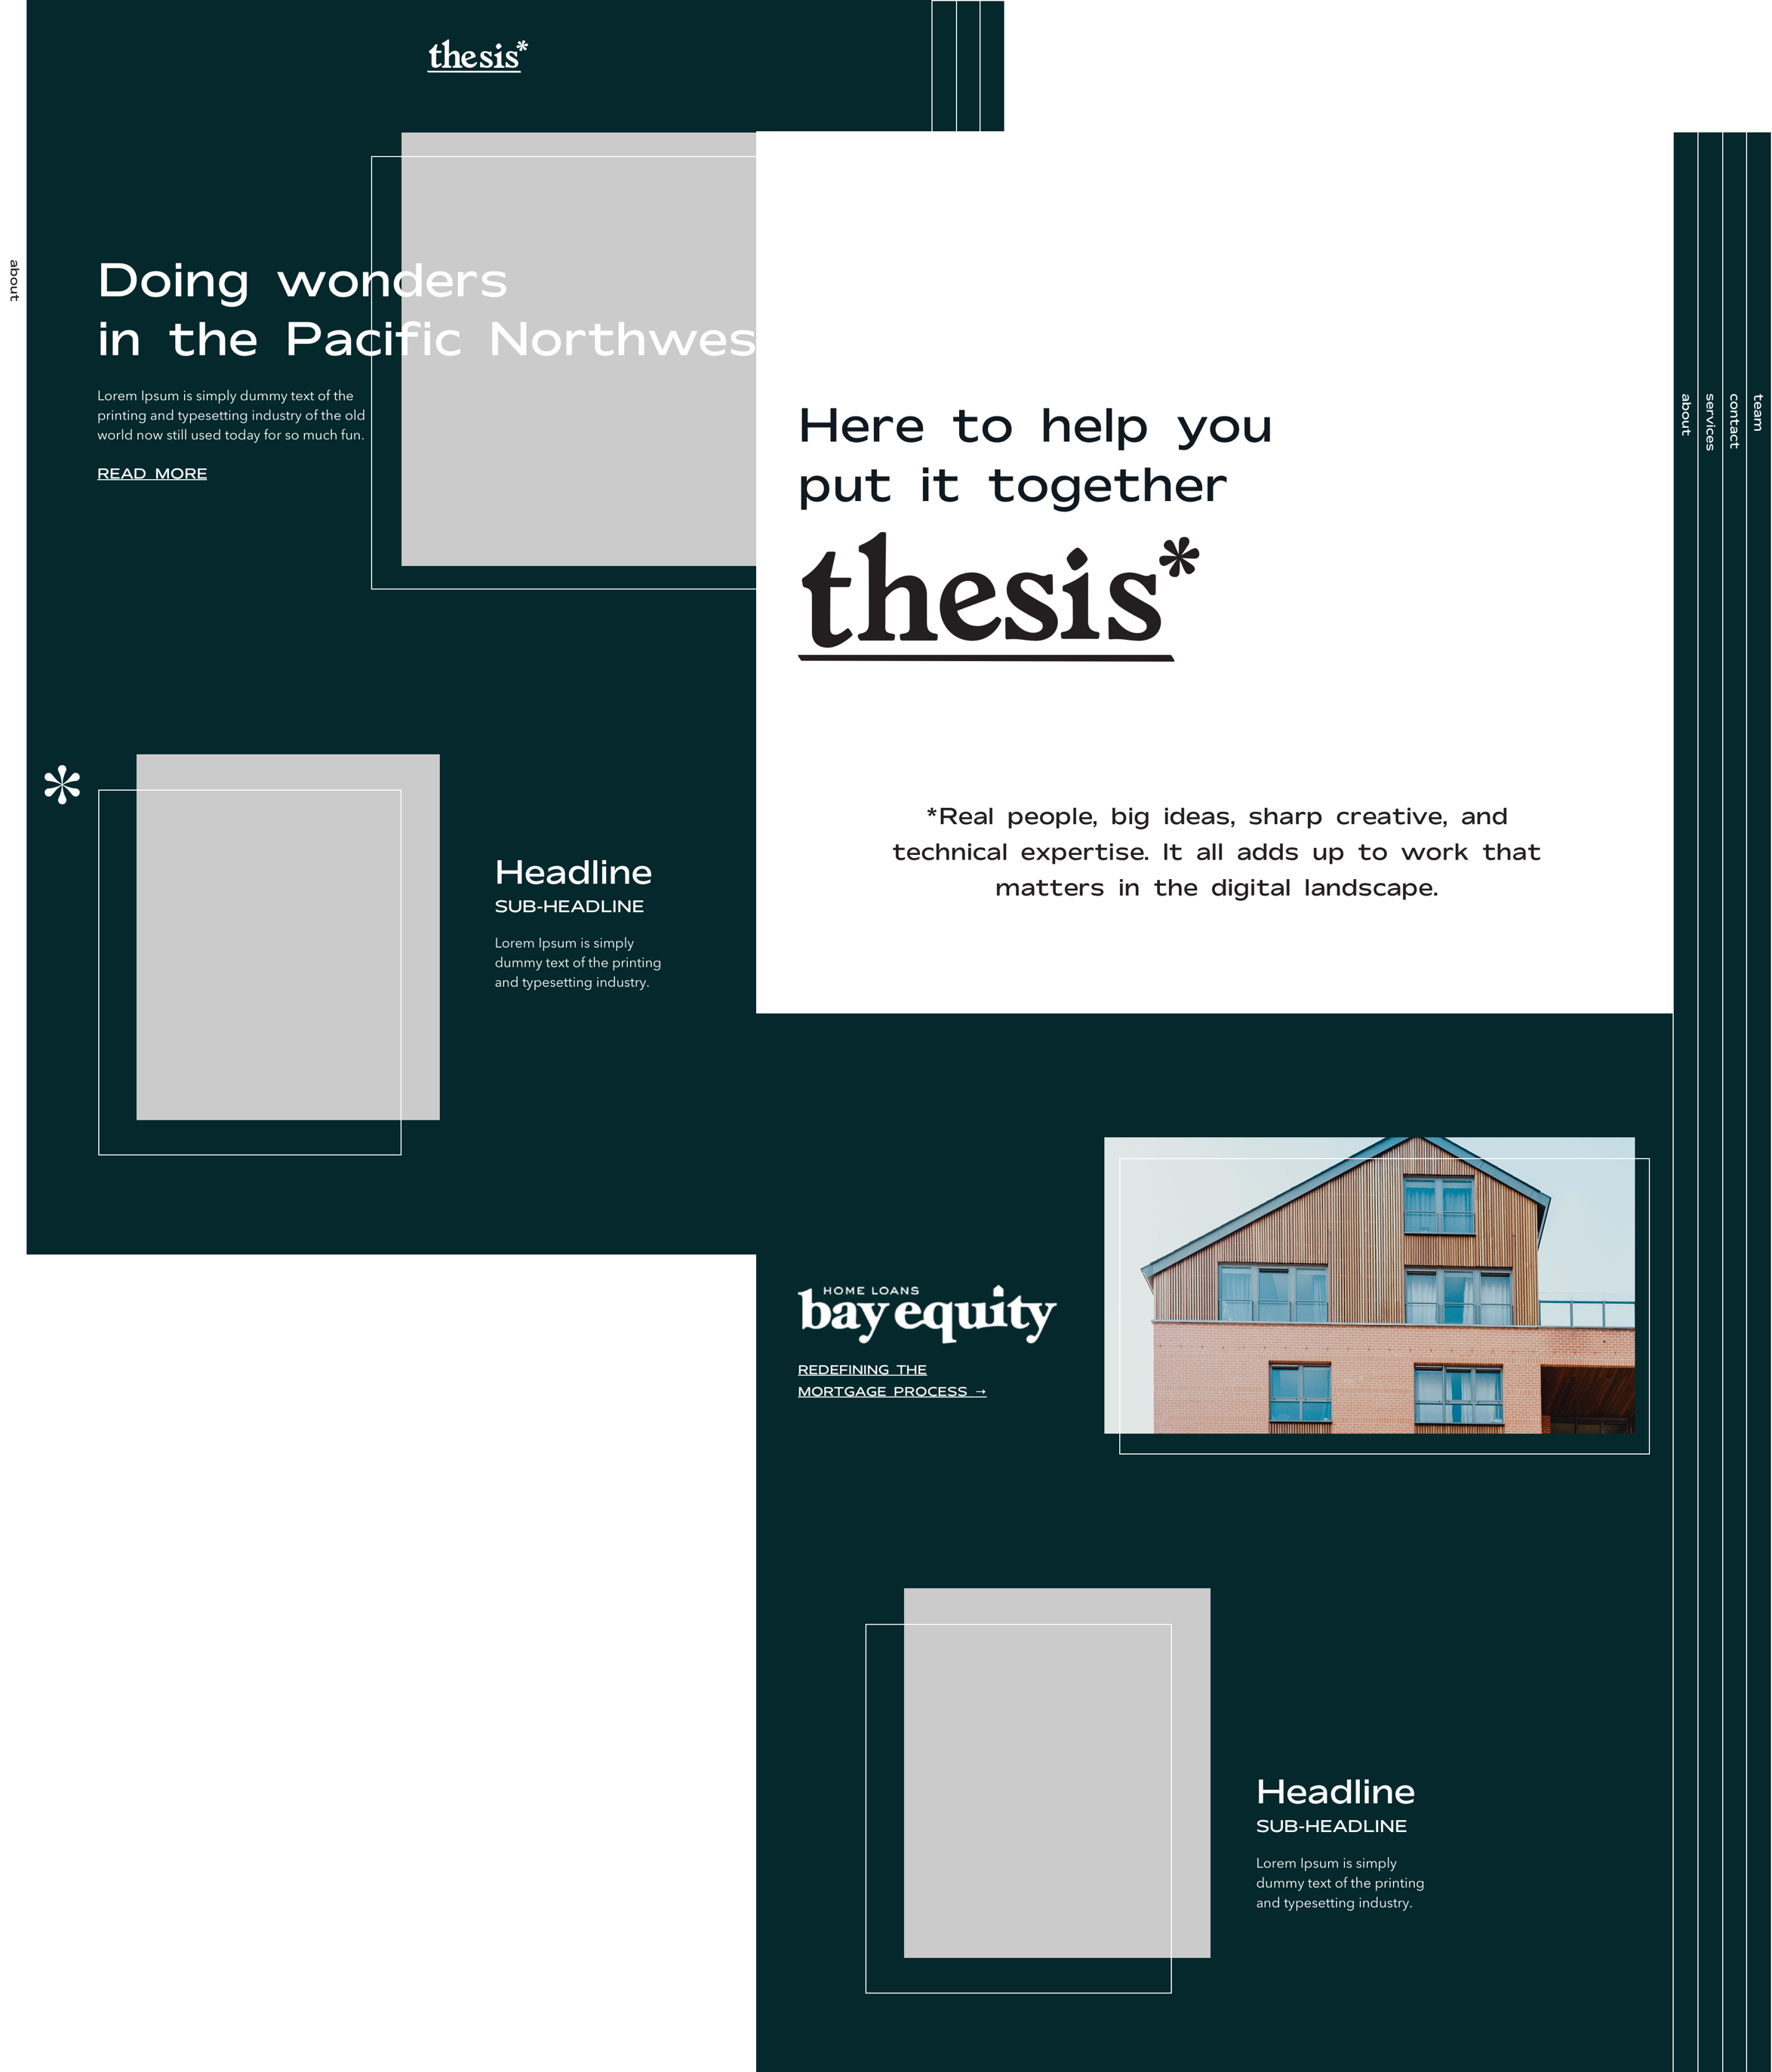 thesis*
about
Doing wonders
in the Pacific Northwes
Lorem Ipsum is simply dummy text of the
printing and typesetting industry of the old
world now still used today for so much fun.
READ MORE
*
Headline
SUB-HEADLINE
Lorem Ipsum is simply
dummy text of the printing
and typesetting industry.
Here to help you
put it together
thesis*
*Real people, big ideas, sharp creative, and
technical expertise. It all adds up to work that
matters in the digital landscape.
about
services
contact
team
HOME LOANS
bay equity
REDEFINING THE
MORTGAGE PROCESS →
Headline
SUB-HEADLINE
Lorem Ipsum is simply
dummy text of the printing
and typesetting industry.